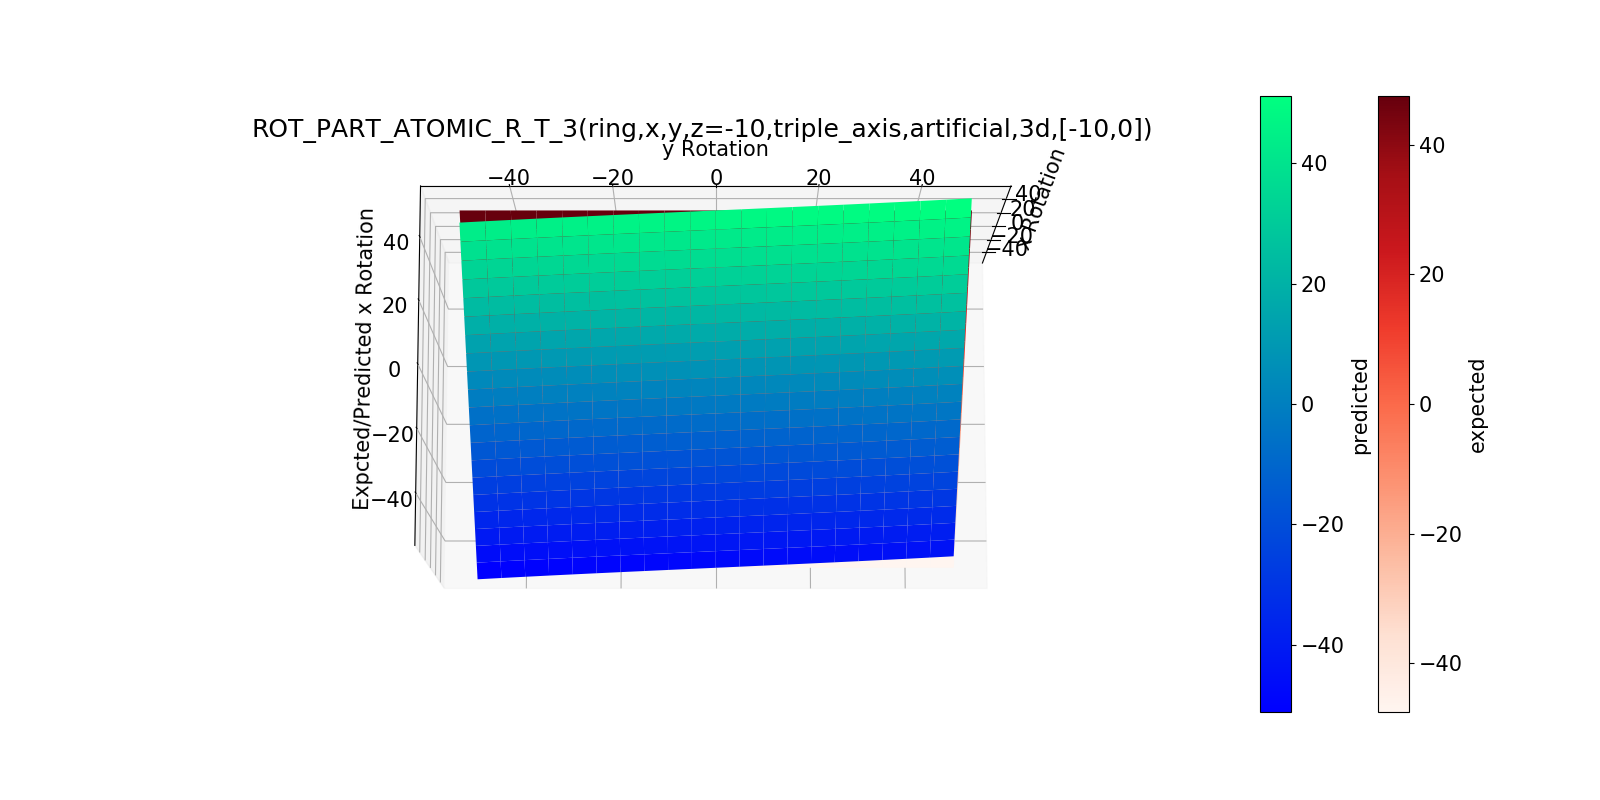 ROT_PART_ATOMIC_R_T_3(ring,x,y,z=-10,triple_axis,artificial,3d,[-10,0])
y Rotation
−40 −20 0 20 40
x Rotation
40
20
0
−20
−40
Expcted/Predicted x Rotation
40
20
0
−20
−40
40
20
0
−20
−40
predicted
40
20
0
−20
−40
expected